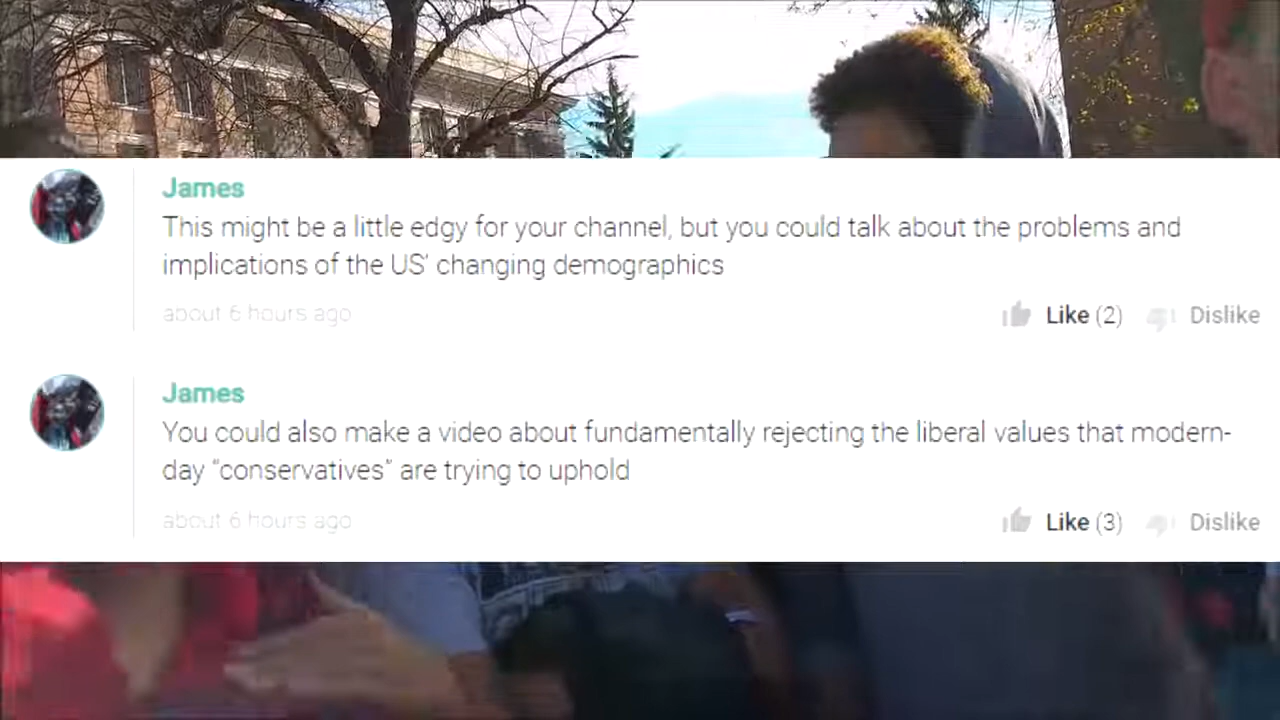 James
This might be a little edgy for your channel, but you could talk about the problems and
implications of the US' changing demographics
about 6 hours ago
Like (2) Dislike
James
You could also make a video about fundamentally rejecting the liberal values that modern-
day "conservatives" are trying to uphold
about 6 hours ago
Like (3) Dislike